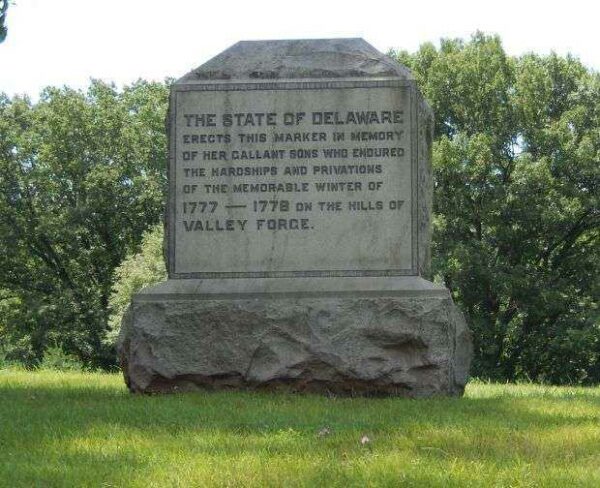 THE STATE OF DELAWARE
ERECTS THIS MARKER IN MEMORY
OF HER GALLANT SONS WHO ENDURED
THE HARDSHIPS AND PRIVATIONS
OF THE MEMORABLE WINTER OF
1777 — 1778 ON THE HILLS OF
VALLEY FORGE.